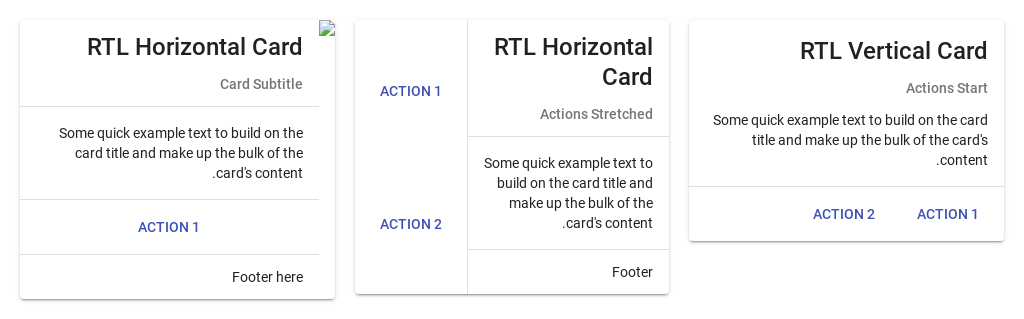 RTL Horizontal Card
Card Subtitle
Some quick example text to build on the
card title and make up the bulk of the
.card's content
ACTION 1
Footer here
RTL Horizontal
Card
Actions Stretched
Some quick example text to
build on the card title and
make up the bulk of the
.card's content
Footer
ACTION 1
ACTION 2
RTL Vertical Card
Actions Start
Some quick example text to build on the card
title and make up the bulk of the card's
.content
ACTION 2 ACTION 1